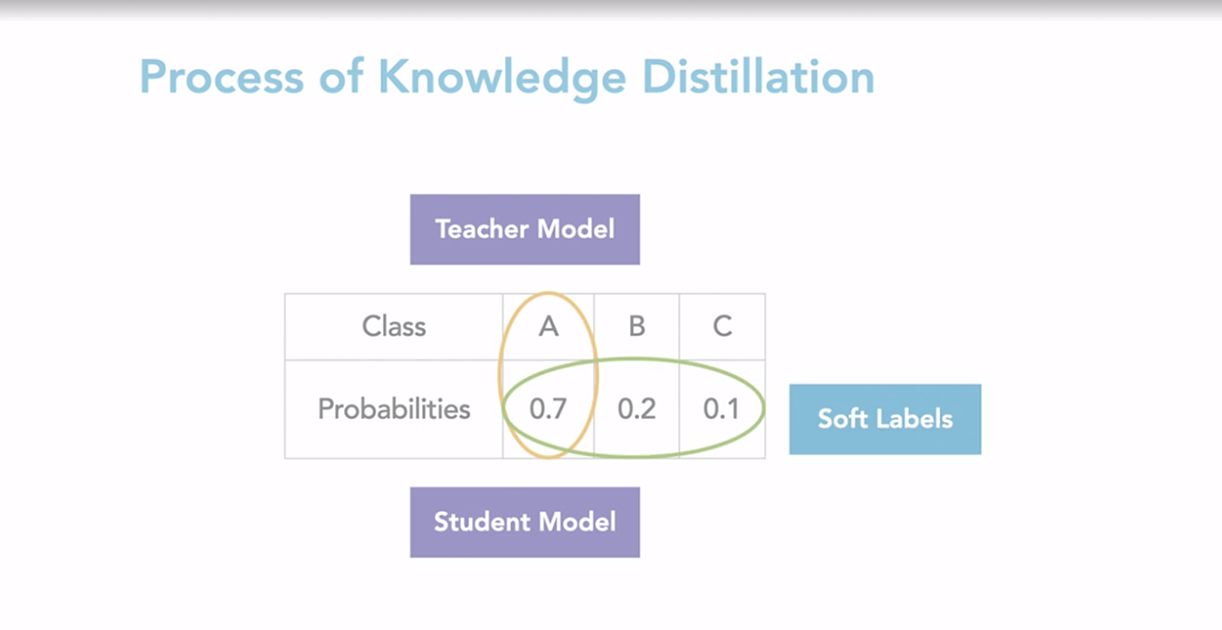 Process of Knowledge Distillation
Teacher Model
Class A B C
Probabilities 0.7 0.2 0.1
Soft Labels
Student Model